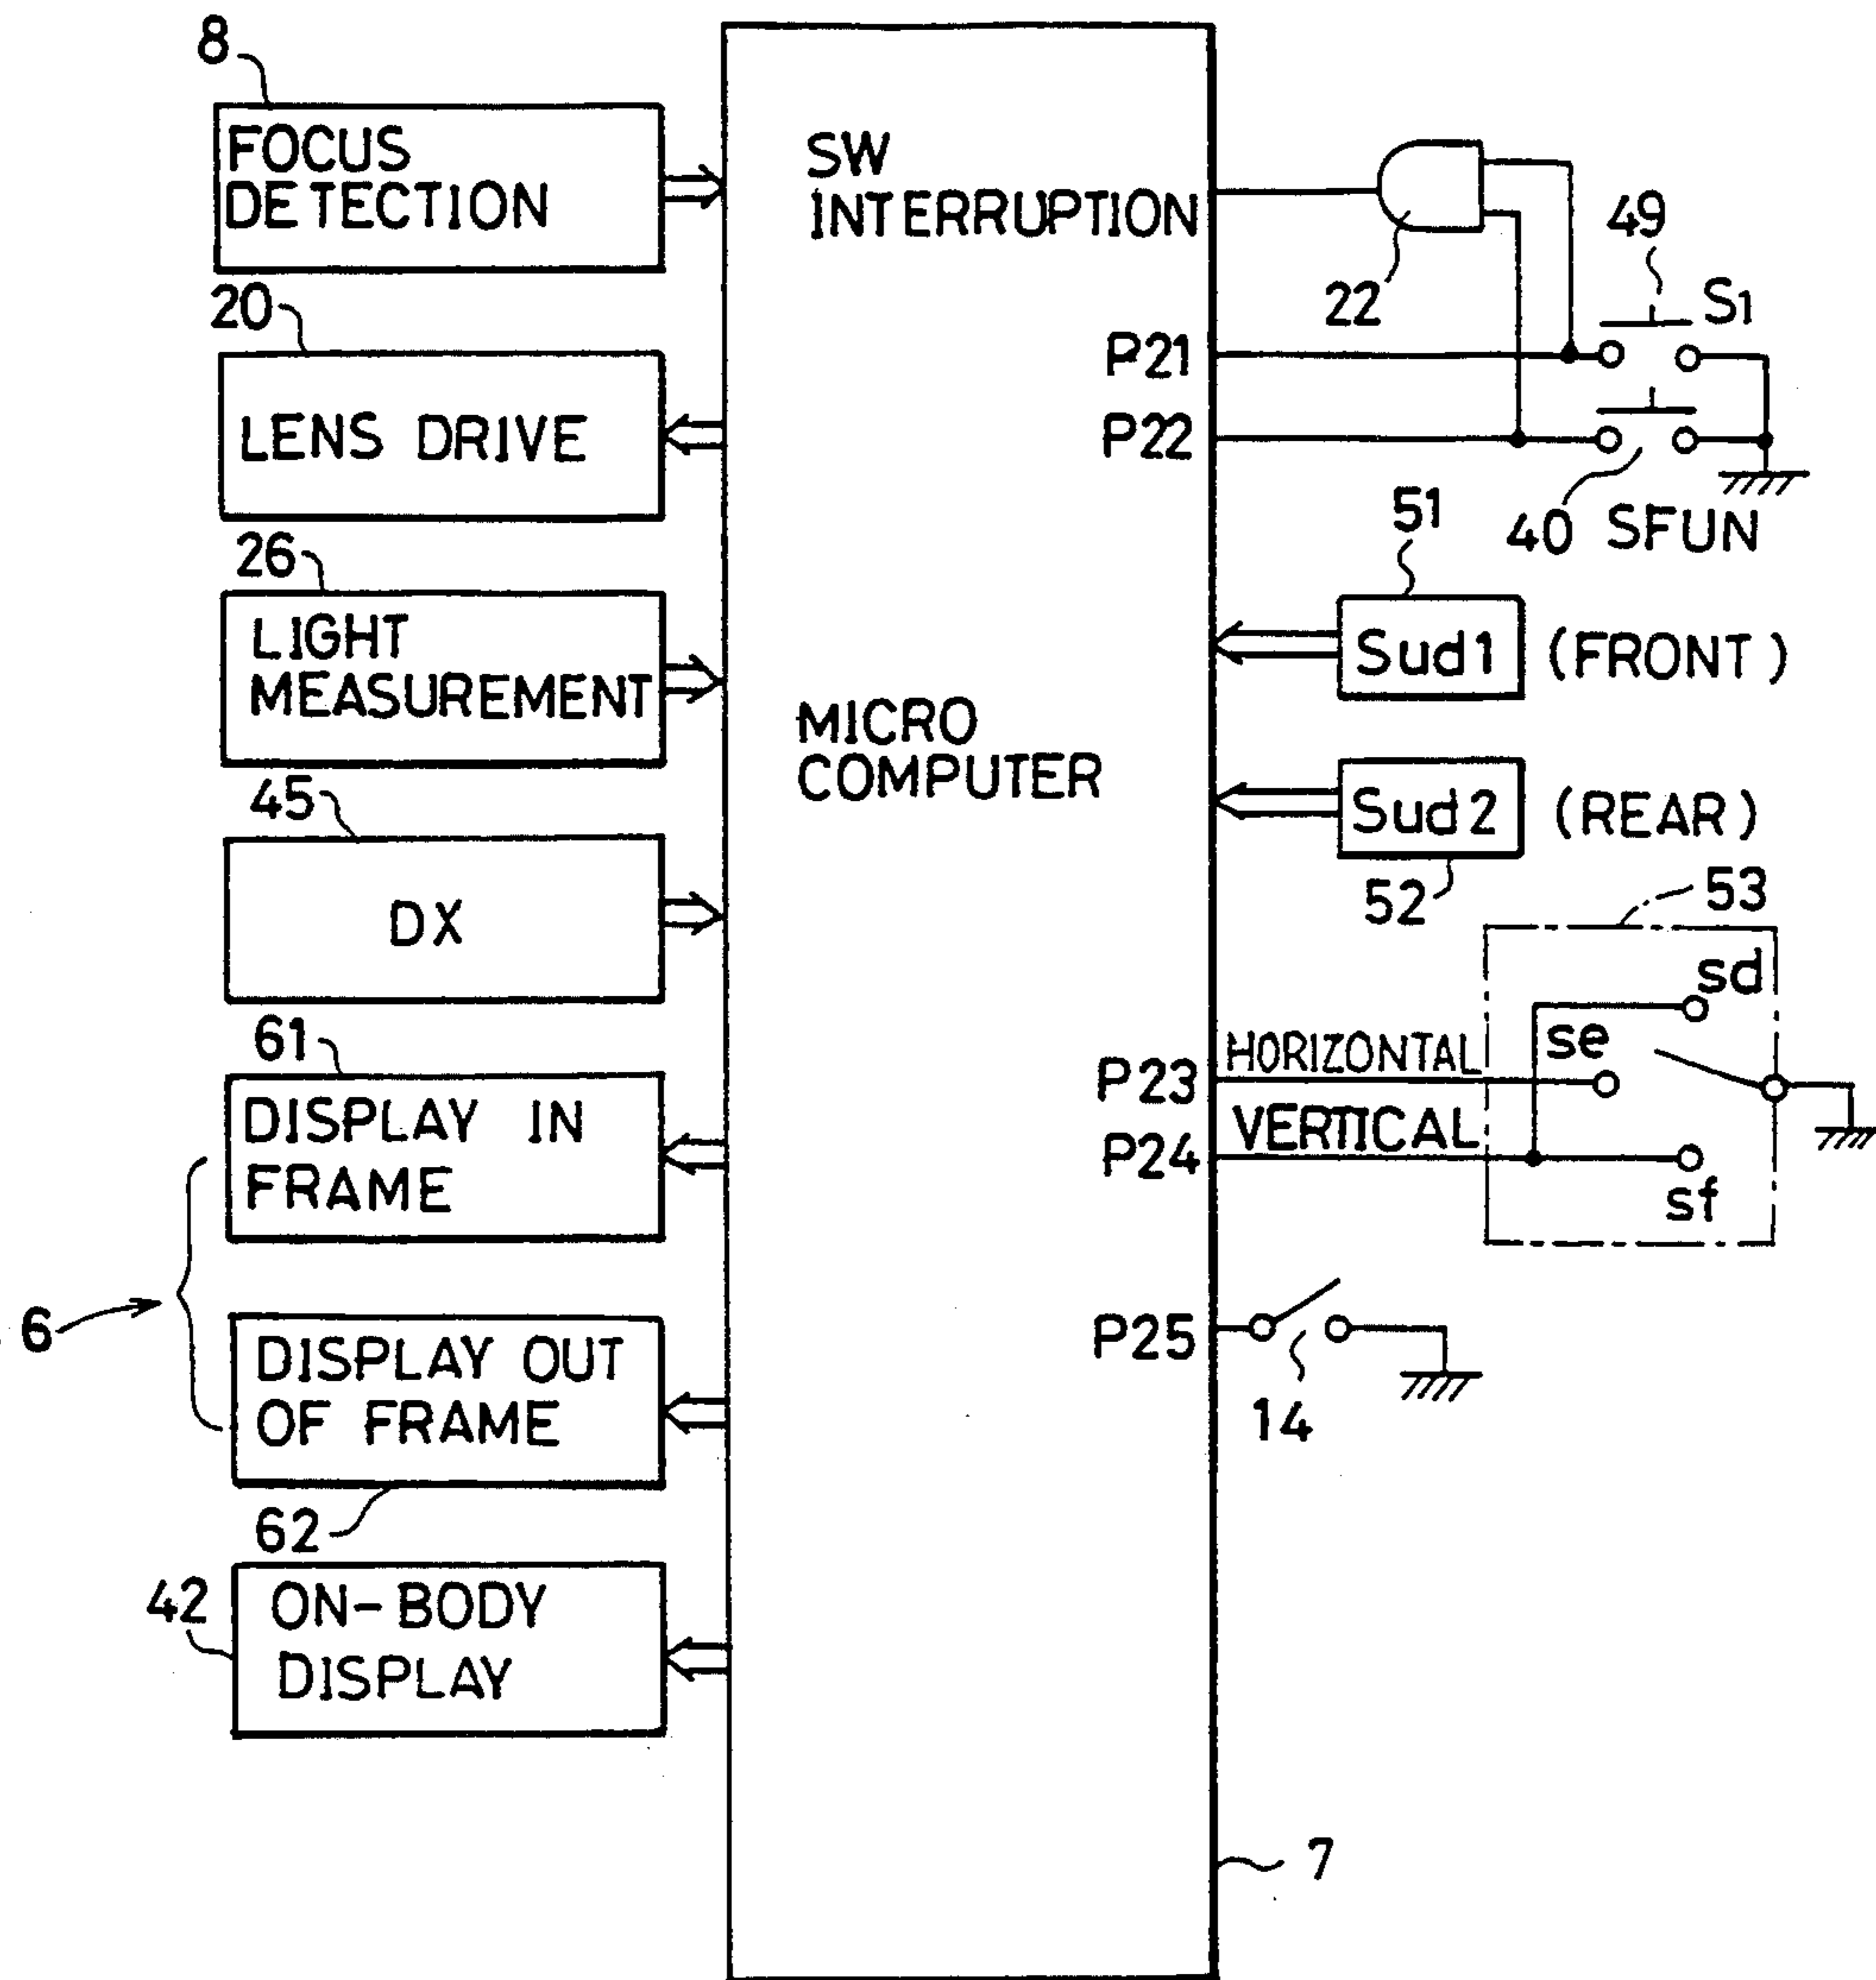 8
FOCUS
DETECTION
20
LENS DRIVE
26
LIGHT
MEASUREMENT
45
DX
61
DISPLAY IN
FRAME
6
DISPLAY OUT
OF FRAME
62
42
ON-BODY
DISPLAY
SW
INTERRUPTION
MICRO
COMPUTER
7
22
49
S1
P21
P22
40 SFUN
51
Sud1 (FRONT)
Sud2 (REAR)
52
53
sd
se
P23 HORIZONTAL
P24 VERTICAL
sf
P25
14